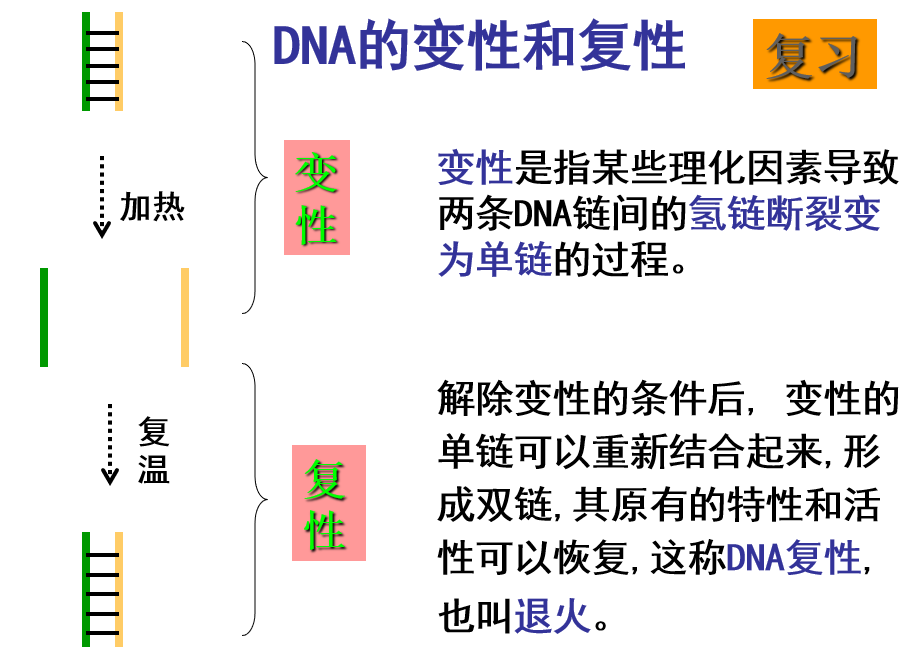 DNA的变性和复性
复习
加热
变
性
变性是指某些理化因素导致
两条DNA链间的氢链断裂变
为单链的过程。
复
温
复
性
解除变性的条件后，变性的
单链可以重新结合起来,形
成双链,其原有的特性和活
性可以恢复,这称DNA复性,
也叫退火。